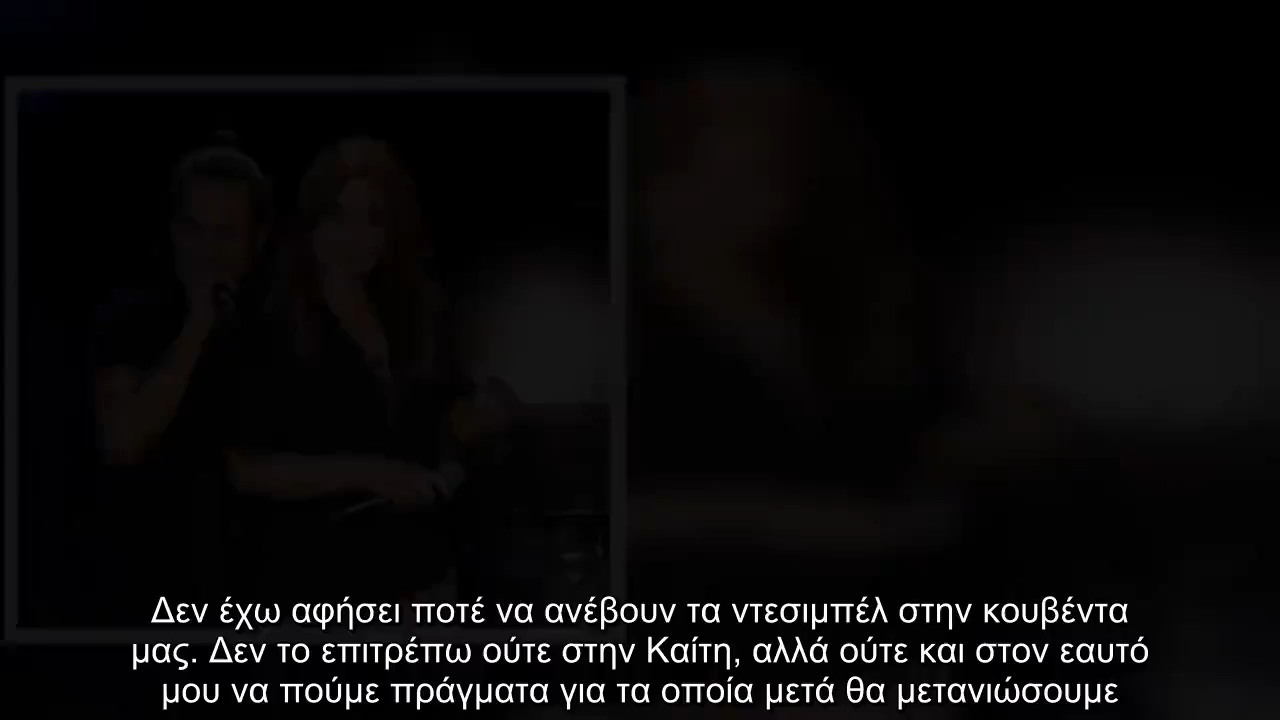 Δεν έχω αφήσει ποτέ να ανέβουν τα ντεσιμπέλ στην κουβέντα
μας. Δεν το επιτρέπω ούτε στην Καίτη, αλλά ούτε και στον εαυτό
μου να πούμε πράγματα για τα οποία μετά θα μετανιώσουμε